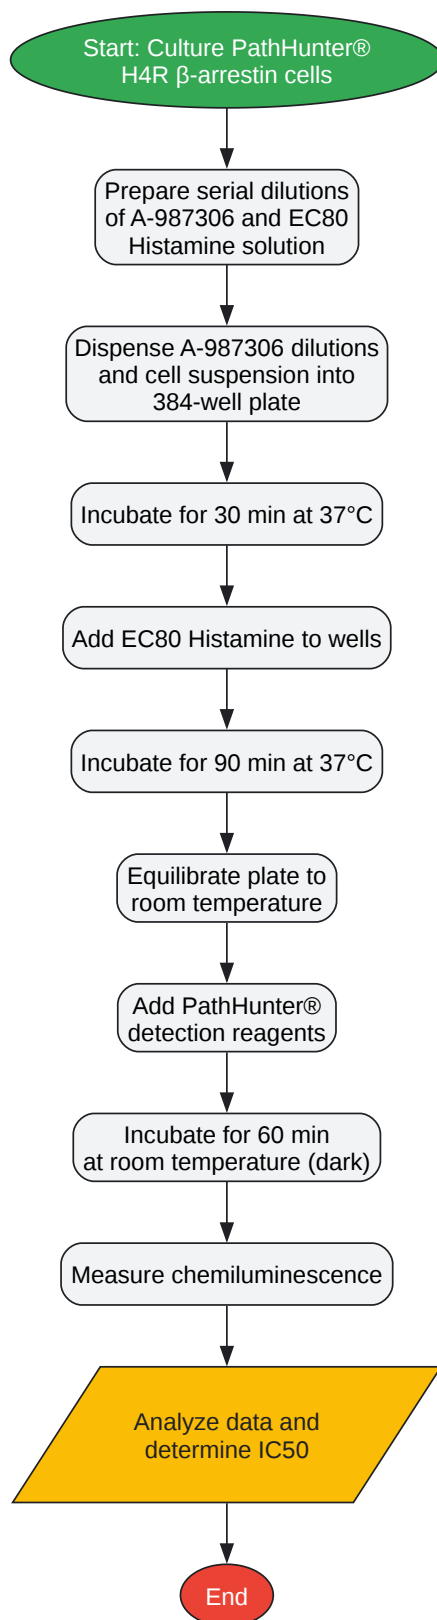 Start: Culture PathHunter®
H4R β-arrestin cells
Prepare serial dilutions
of A-987306 and EC80
Histamine solution
Dispense A-987306 dilutions
and cell suspension into
384-well plate
Incubate for 30 min at 37°C
Add EC80 Histamine to wells
Incubate for 90 min at 37°C
Equilibrate plate to
room temperature
Add PathHunter®
detection reagents
Incubate for 60 min
at room temperature (dark)
Measure chemiluminescence
Analyze data and
determine IC50
End